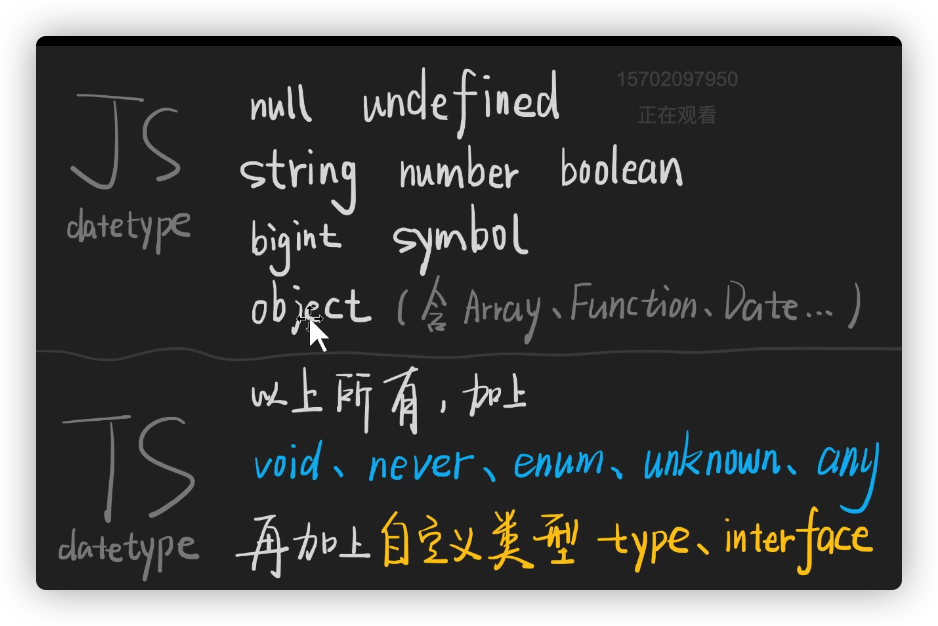 JS
datetype
null undefined
15702097950
正在观看
string number boolean
bigint symbol
object (含 Array、Function、Date...)
TS
datetype
以上所有,加上
void、never、enum、unknown、any
再加上自定义类型 type、interface